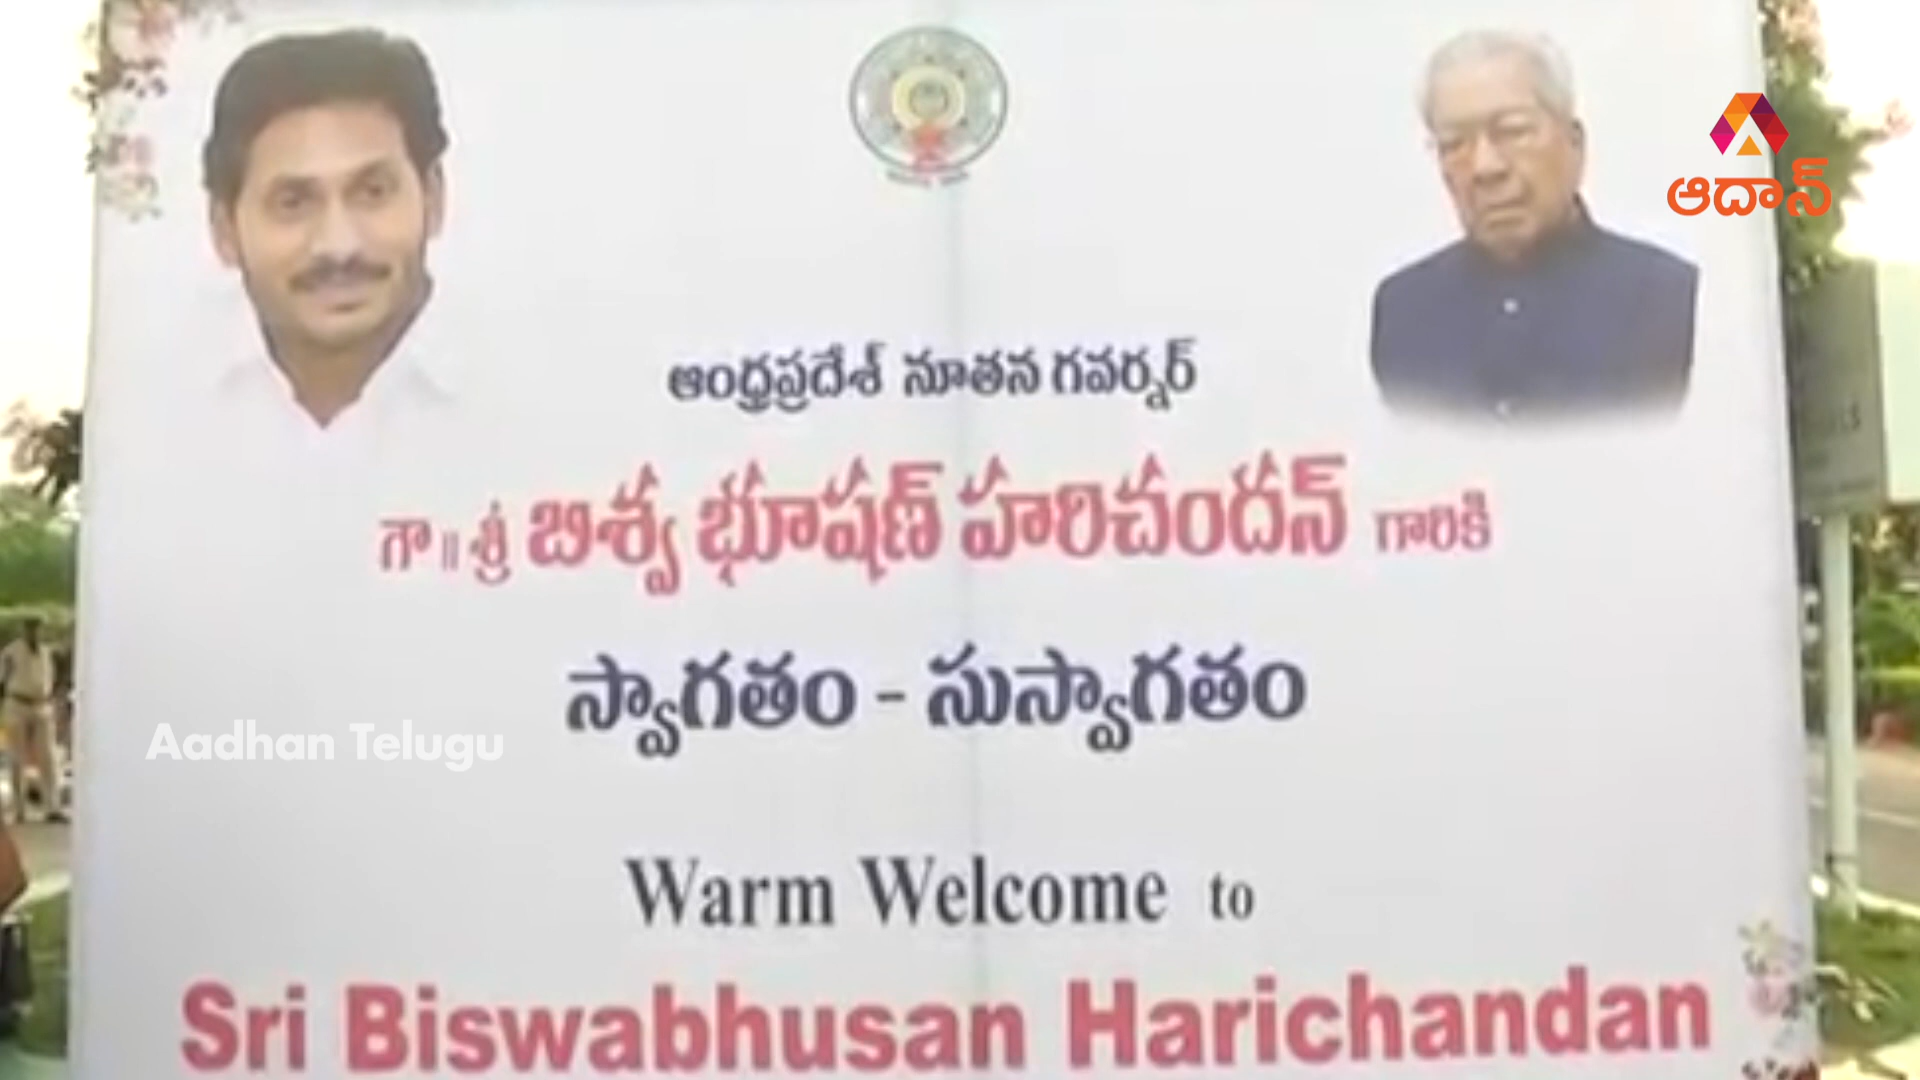 ఆదాన్
ఆంధ్రప్రదేశ్ నూతన గవర్నర్
గౌ॥ శ్రీ బిశ్వ భూషణ్ హరిచందన్ గారికి
స్వాగతం - సుస్వాగతం
Aadhan Telugu
Warm Welcome to
Sri Biswabhusan Harichandan